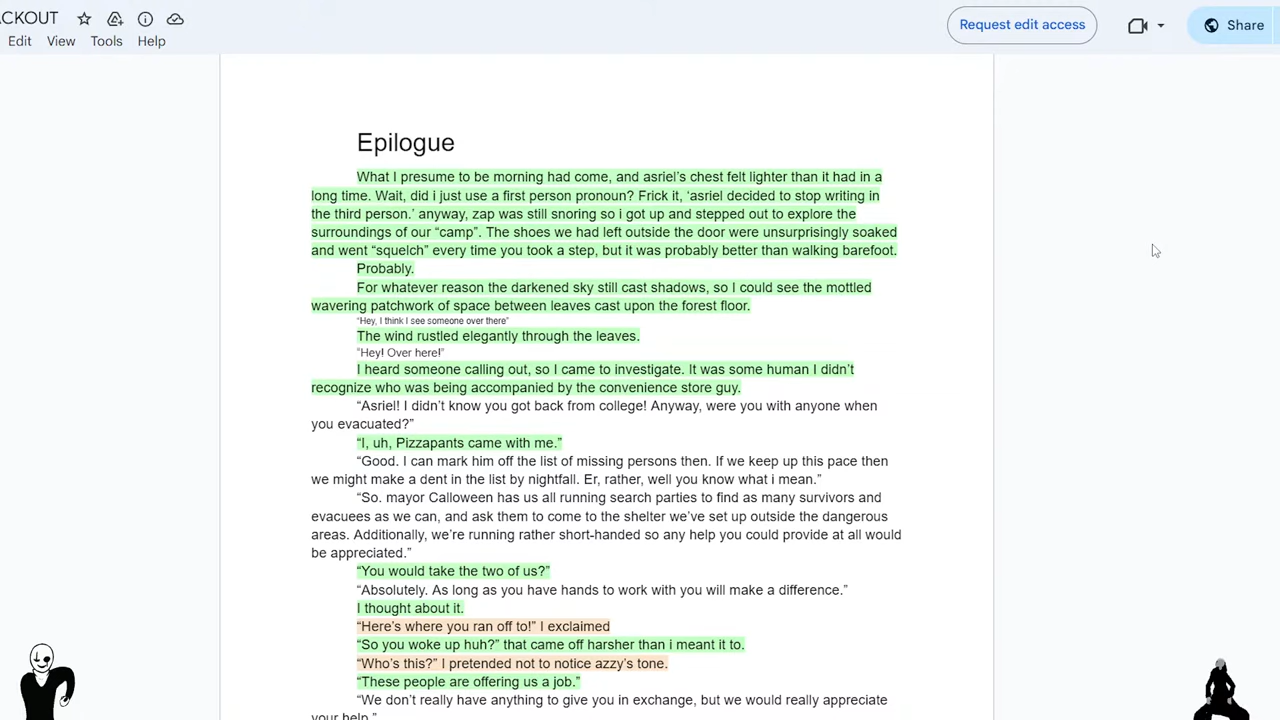 CKOUT
Edit View Tools Help
Request edit access
Share
Epilogue
What I presume to be morning had come, and asriel’s chest felt lighter than it had in a
long time. Wait, did i just use a first person pronoun? Frick it, ‘asriel decided to stop writing in
the third person.’ anyway, zap was still snoring so i got up and stepped out to explore the
surroundings of our “camp”. The shoes we had left outside the door were unsurprisingly soaked
and went “squelch” every time you took a step, but it was probably better than walking barefoot.
Probably.
For whatever reason the darkened sky still cast shadows, so I could see the mottled
wavering patchwork of space between leaves cast upon the forest floor.
“Hey, I think I see someone over there”
The wind rustled elegantly through the leaves.
“Hey! Over here!”
I heard someone calling out, so I came to investigate. It was some human I didn’t
recognize who was being accompanied by the convenience store guy.
“Asriel! I didn’t know you got back from college! Anyway, were you with anyone when
you evacuated?”
“I, uh, Pizzapants came with me.”
“Good. I can mark him off the list of missing persons then. If we keep up this pace then
we might make a dent in the list by nightfall. Er, rather, well you know what i mean.”
“So. mayor Calloween has us all running search parties to find as many survivors and
evacuees as we can, and ask them to come to the shelter we’ve set up outside the dangerous
areas. Additionally, we’re running rather short-handed so any help you could provide at all would
be appreciated.”
“You would take the two of us?”
“Absolutely. As long as you have hands to work with you will make a difference.”
I thought about it.
“Here’s where you ran off to!” I exclaimed
“So you woke up huh?” that came off harsher than i meant it to.
“Who’s this?” I pretended not to notice azzy’s tone.
“These people are offering us a job.”
“We don’t really have anything to give you in exchange, but we would really appreciate
your help.”